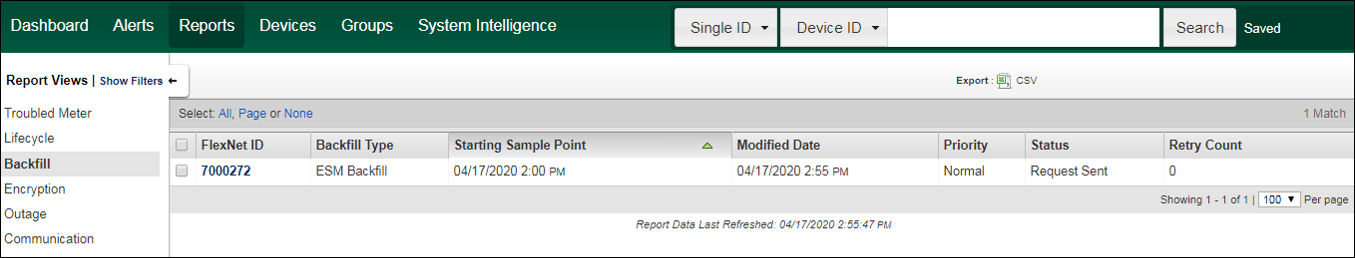 Dashboard Alerts Reports Devices Groups System Intelligence Single ID Device ID Search Saved
Report Views | Show Filters
Export : CSV
Troubled Meter
Lifecycle
Backfill
Encryption
Outage
Communication
Select: All, Page or None 1 Match
FlexNet ID Backfill Type Starting Sample Point Modified Date Priority Status Retry Count
7000272 ESM Backfill 04/17/2020 2:00 PM 04/17/2020 2:55 PM Normal Request Sent 0
Showing 1 - 1 of 1 | 100 Per page
Report Data Last Refreshed: 04/17/2020 2:55:47 PM